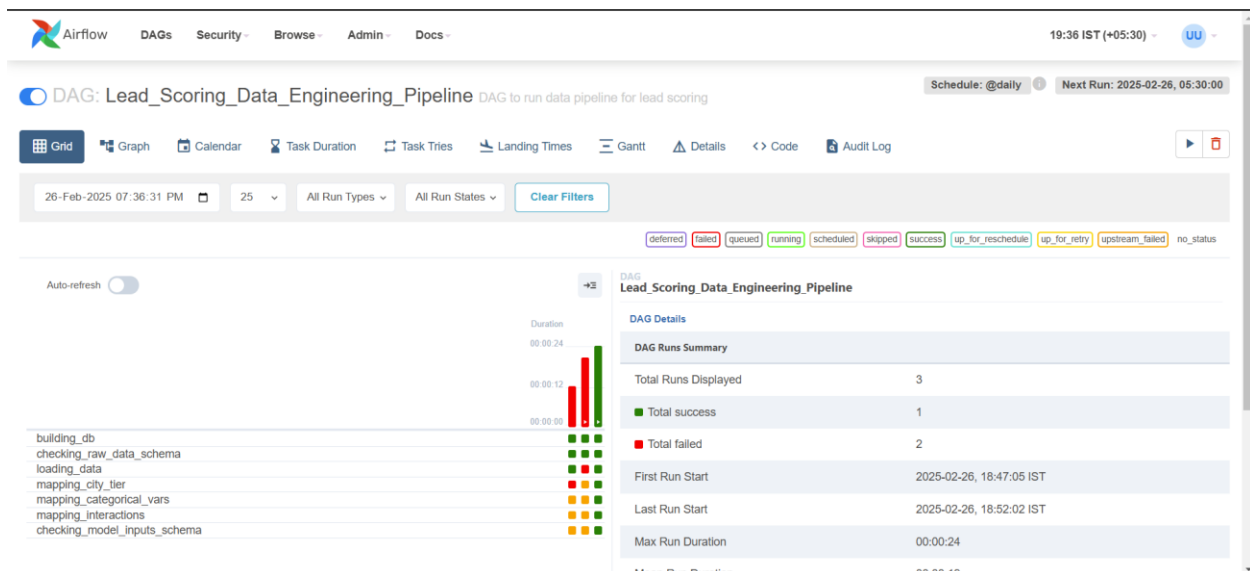 Airflow DAGs Security Browse Admin Docs 19:36 IST (+05:30) UU
DAG: Lead_Scoring_Data_Engineering_Pipeline DAG to run data pipeline for lead scoring Schedule: @daily Next Run: 2025-02-26, 05:30:00
Grid Graph Calendar Task Duration Task Tries Landing Times Gantt Details <> Code Audit Log
26-Feb-2025 07:36:31 PM 25 All Run Types All Run States Clear Filters
deferred failed queued running scheduled skipped success up_for_reschedule up_for_retry upstream_failed no_status
Auto-refresh
Duration
00:00:24
00:00:12
00:00:00
building_db
checking_raw_data_schema
loading_data
mapping_city_tier
mapping_categorical_vars
mapping_interactions
checking_model_inputs_schema
DAG
Lead_Scoring_Data_Engineering_Pipeline
DAG Details
DAG Runs Summary
Total Runs Displayed 3
Total success 1
Total failed 2
First Run Start 2025-02-26, 18:47:05 IST
Last Run Start 2025-02-26, 18:52:02 IST
Max Run Duration 00:00:24